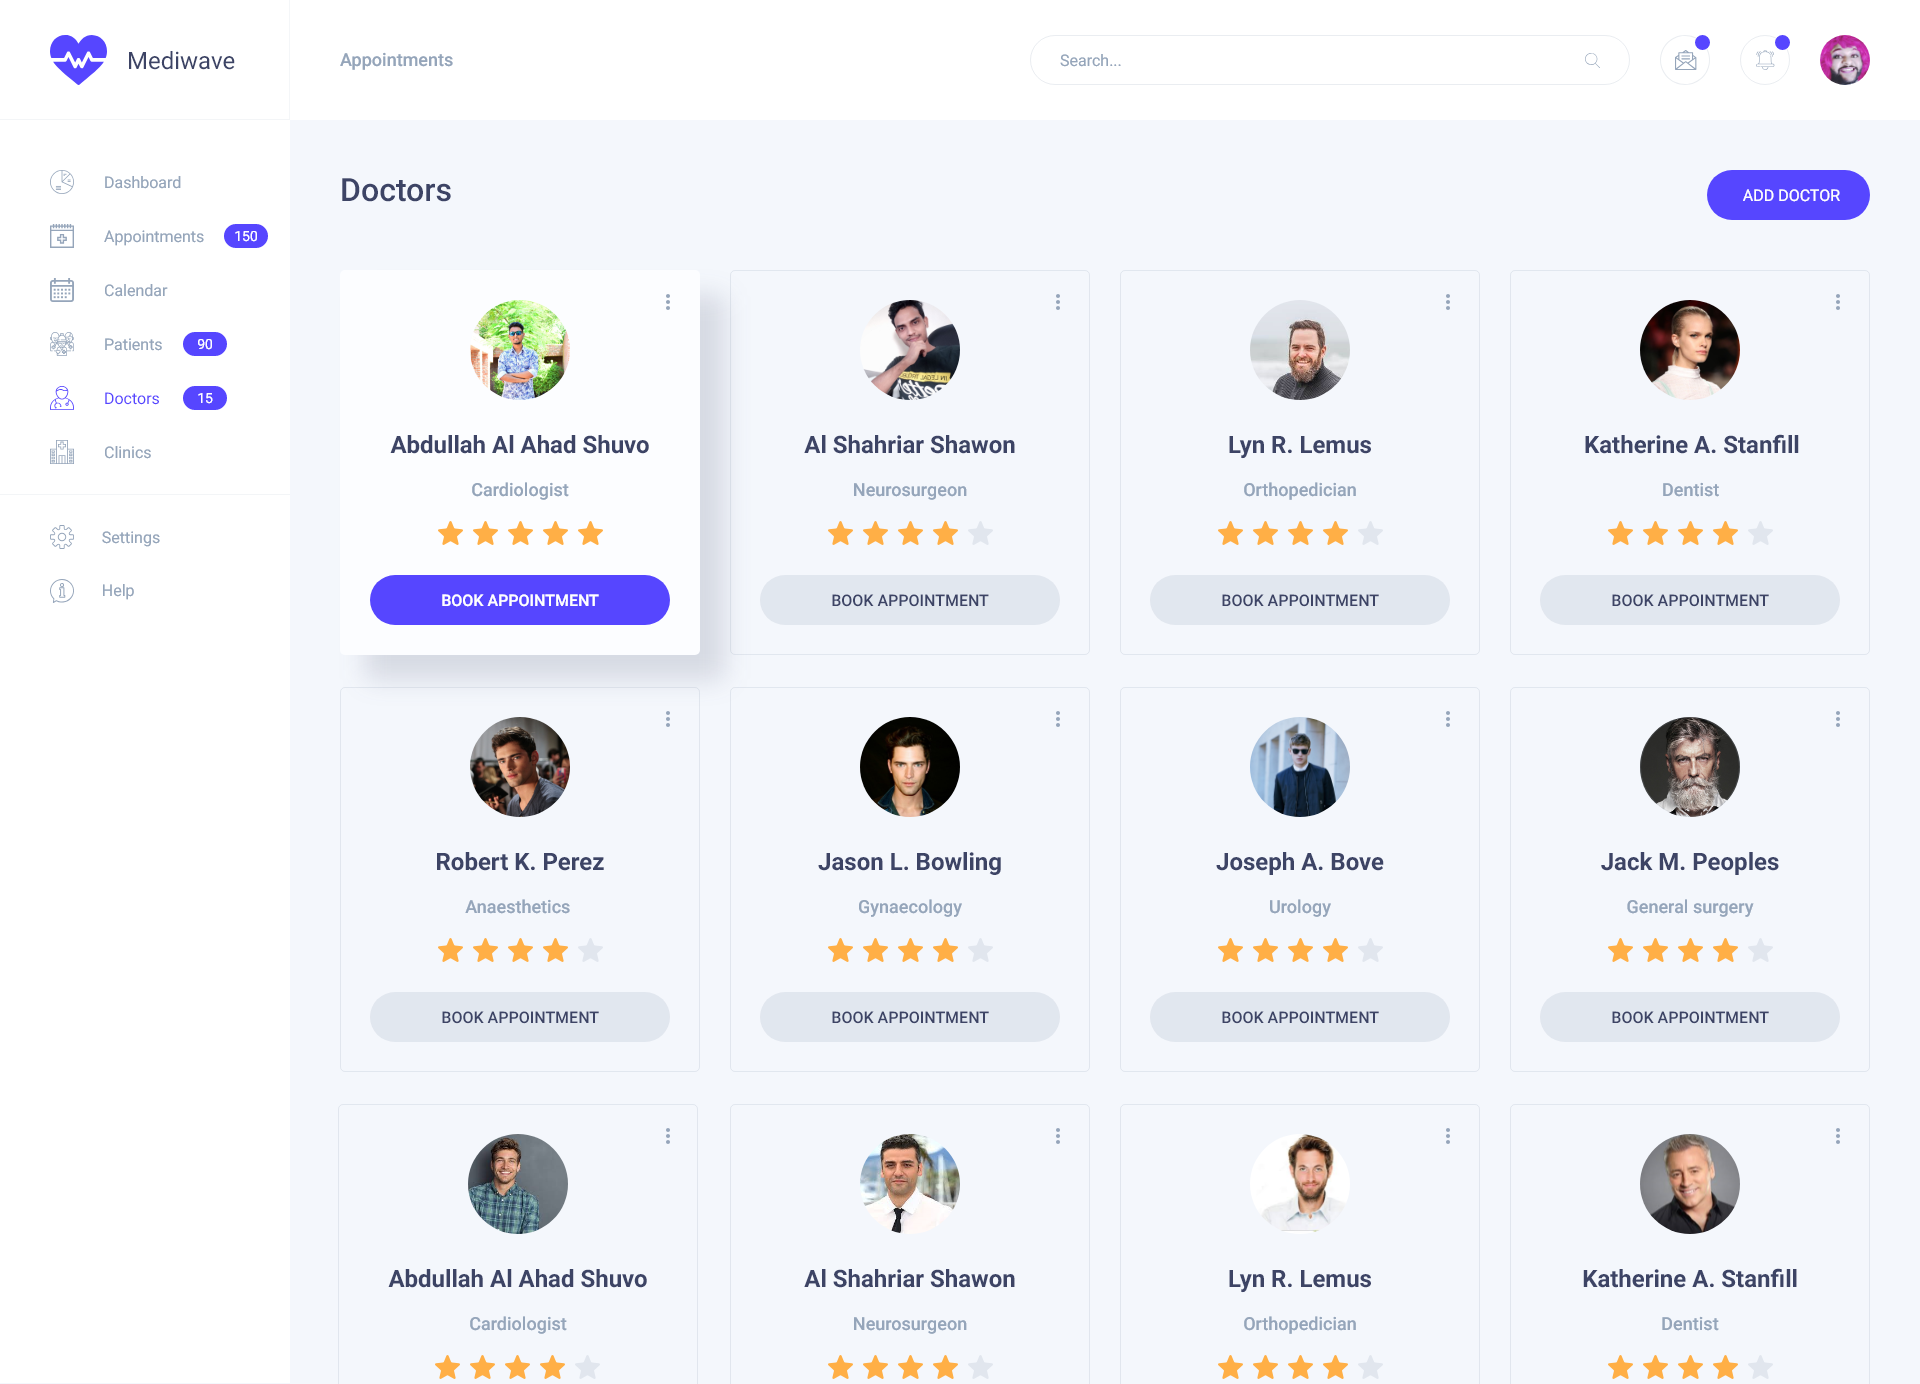 Mediwave
Appointments
Search...
Dashboard
Appointments 150
Calendar
Patients 90
Doctors 15
Clinics
Settings
Help
Doctors
ADD DOCTOR
Abdullah Al Ahad Shuvo
Cardiologist
BOOK APPOINTMENT
Al Shahriar Shawon
Neurosurgeon
BOOK APPOINTMENT
Lyn R. Lemus
Orthopedician
BOOK APPOINTMENT
Katherine A. Stanfill
Dentist
BOOK APPOINTMENT
Robert K. Perez
Anaesthetics
BOOK APPOINTMENT
Jason L. Bowling
Gynaecology
BOOK APPOINTMENT
Joseph A. Bove
Urology
BOOK APPOINTMENT
Jack M. Peoples
General surgery
BOOK APPOINTMENT
Abdullah Al Ahad Shuvo
Cardiologist
Al Shahriar Shawon
Neurosurgeon
Lyn R. Lemus
Orthopedician
Katherine A. Stanfill
Dentist